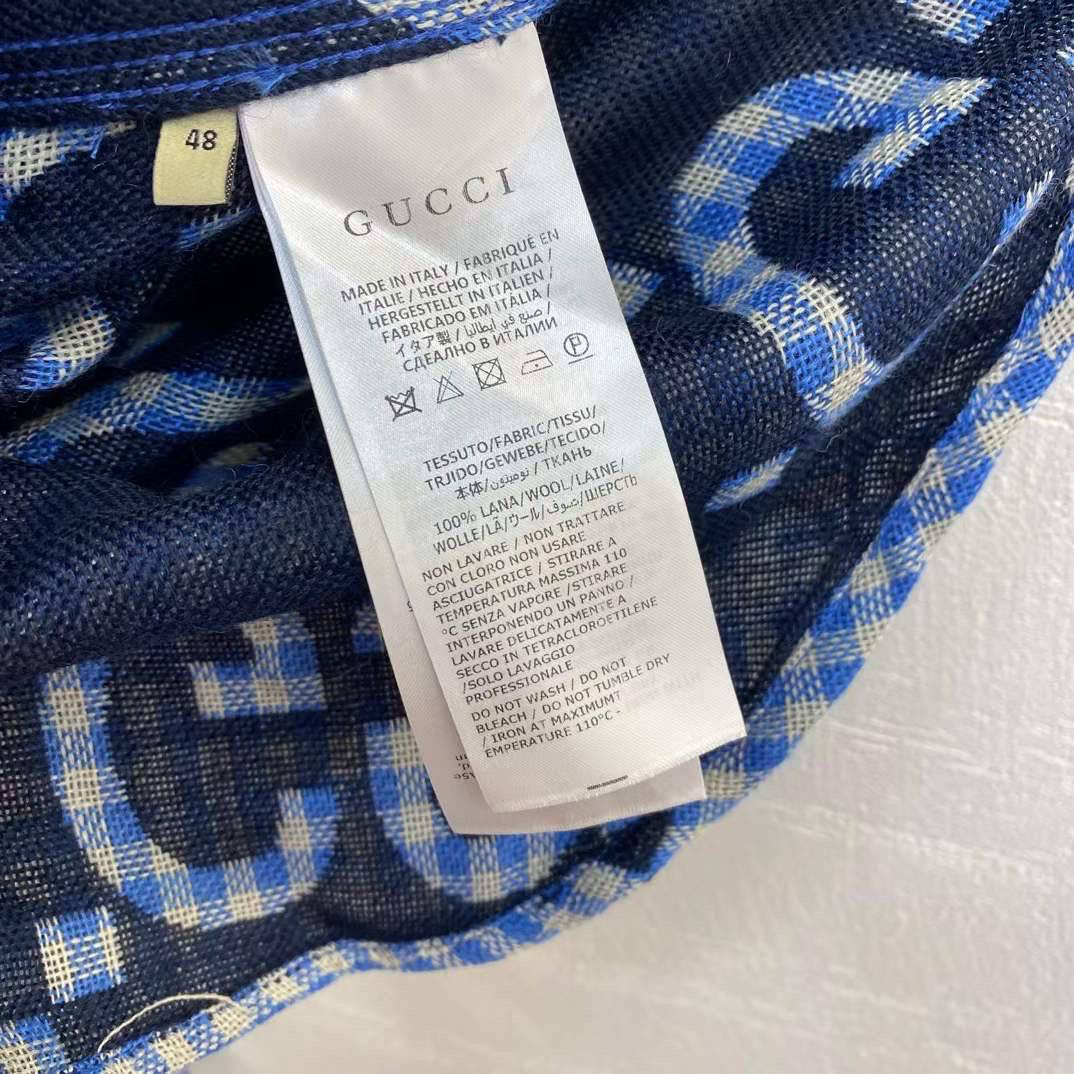 48
GUCCI
MADE IN ITALY / FABRIQUÉ EN
ITALIE / HECHO EN ITALIA /
HERGESTELLT IN ITALIEN /
FABRICADO EM ITÁLIA /
イタリア製 / صنع في ايطاليا /
СДЕЛАНО В ИТАЛИИ
P
TESSUTO/FABRIC/TISSU/
TRJIDO/GEWEBE/TECIDO/
本体/توميتون / ТКАНЬ
100% LANA/WOOL/LAINE/
WOLLE/LÃ/ウール/صوف/ШЕРСТЬ
NON LAVARE / NON TRATTARE
CON CLORO NON USARE
ASCIUGATRICE / STIRARE A
TEMPERATURA MASSIMA 110
°C SENZA VAPORE /STIRARE
INTERPONENDO UN PANNO /
LAVARE DELICATAMENTE A
SECCO IN TETRACLOROETILENE
/SOLO LAVAGGIO
PROFESSIONALE
DO NOT WASH / DO NOT
BLEACH / DO NOT TUMBLE DRY
/ IRON AT MAXIMUMT
EMPERATURE 110°C -